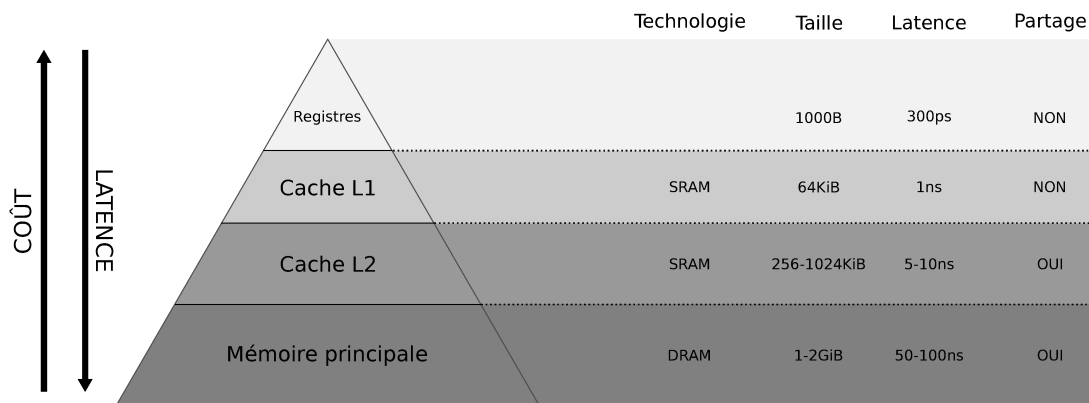 Technologie Taille Latence Partage
COÛT
LATENCE
Registres 1000B 300ps NON
Cache L1 SRAM 64KiB 1ns NON
Cache L2 SRAM 256-1024KiB 5-10ns OUI
Mémoire principale DRAM 1-2GiB 50-100ns OUI